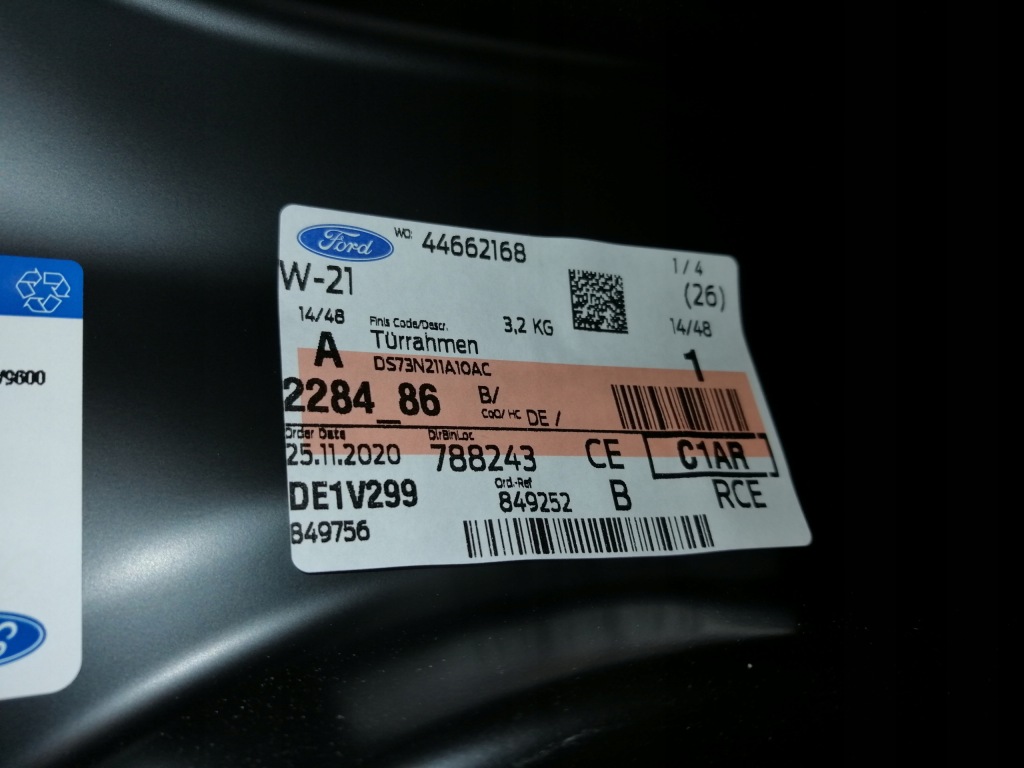 Ford
WO: 44662168
W-21
1/4
(26)
14/48
Finis Code/Descr.
3,2 KG
14/48
A
Türrahmen
1
DS73N211A10AC
2284_86
B/
CoO/ HC DE /
Order Date
DirBinLoc
25.11.2020
788243
CE
C1AR
DE1V299
Ord.-Ref
849252
B
RCE
849756